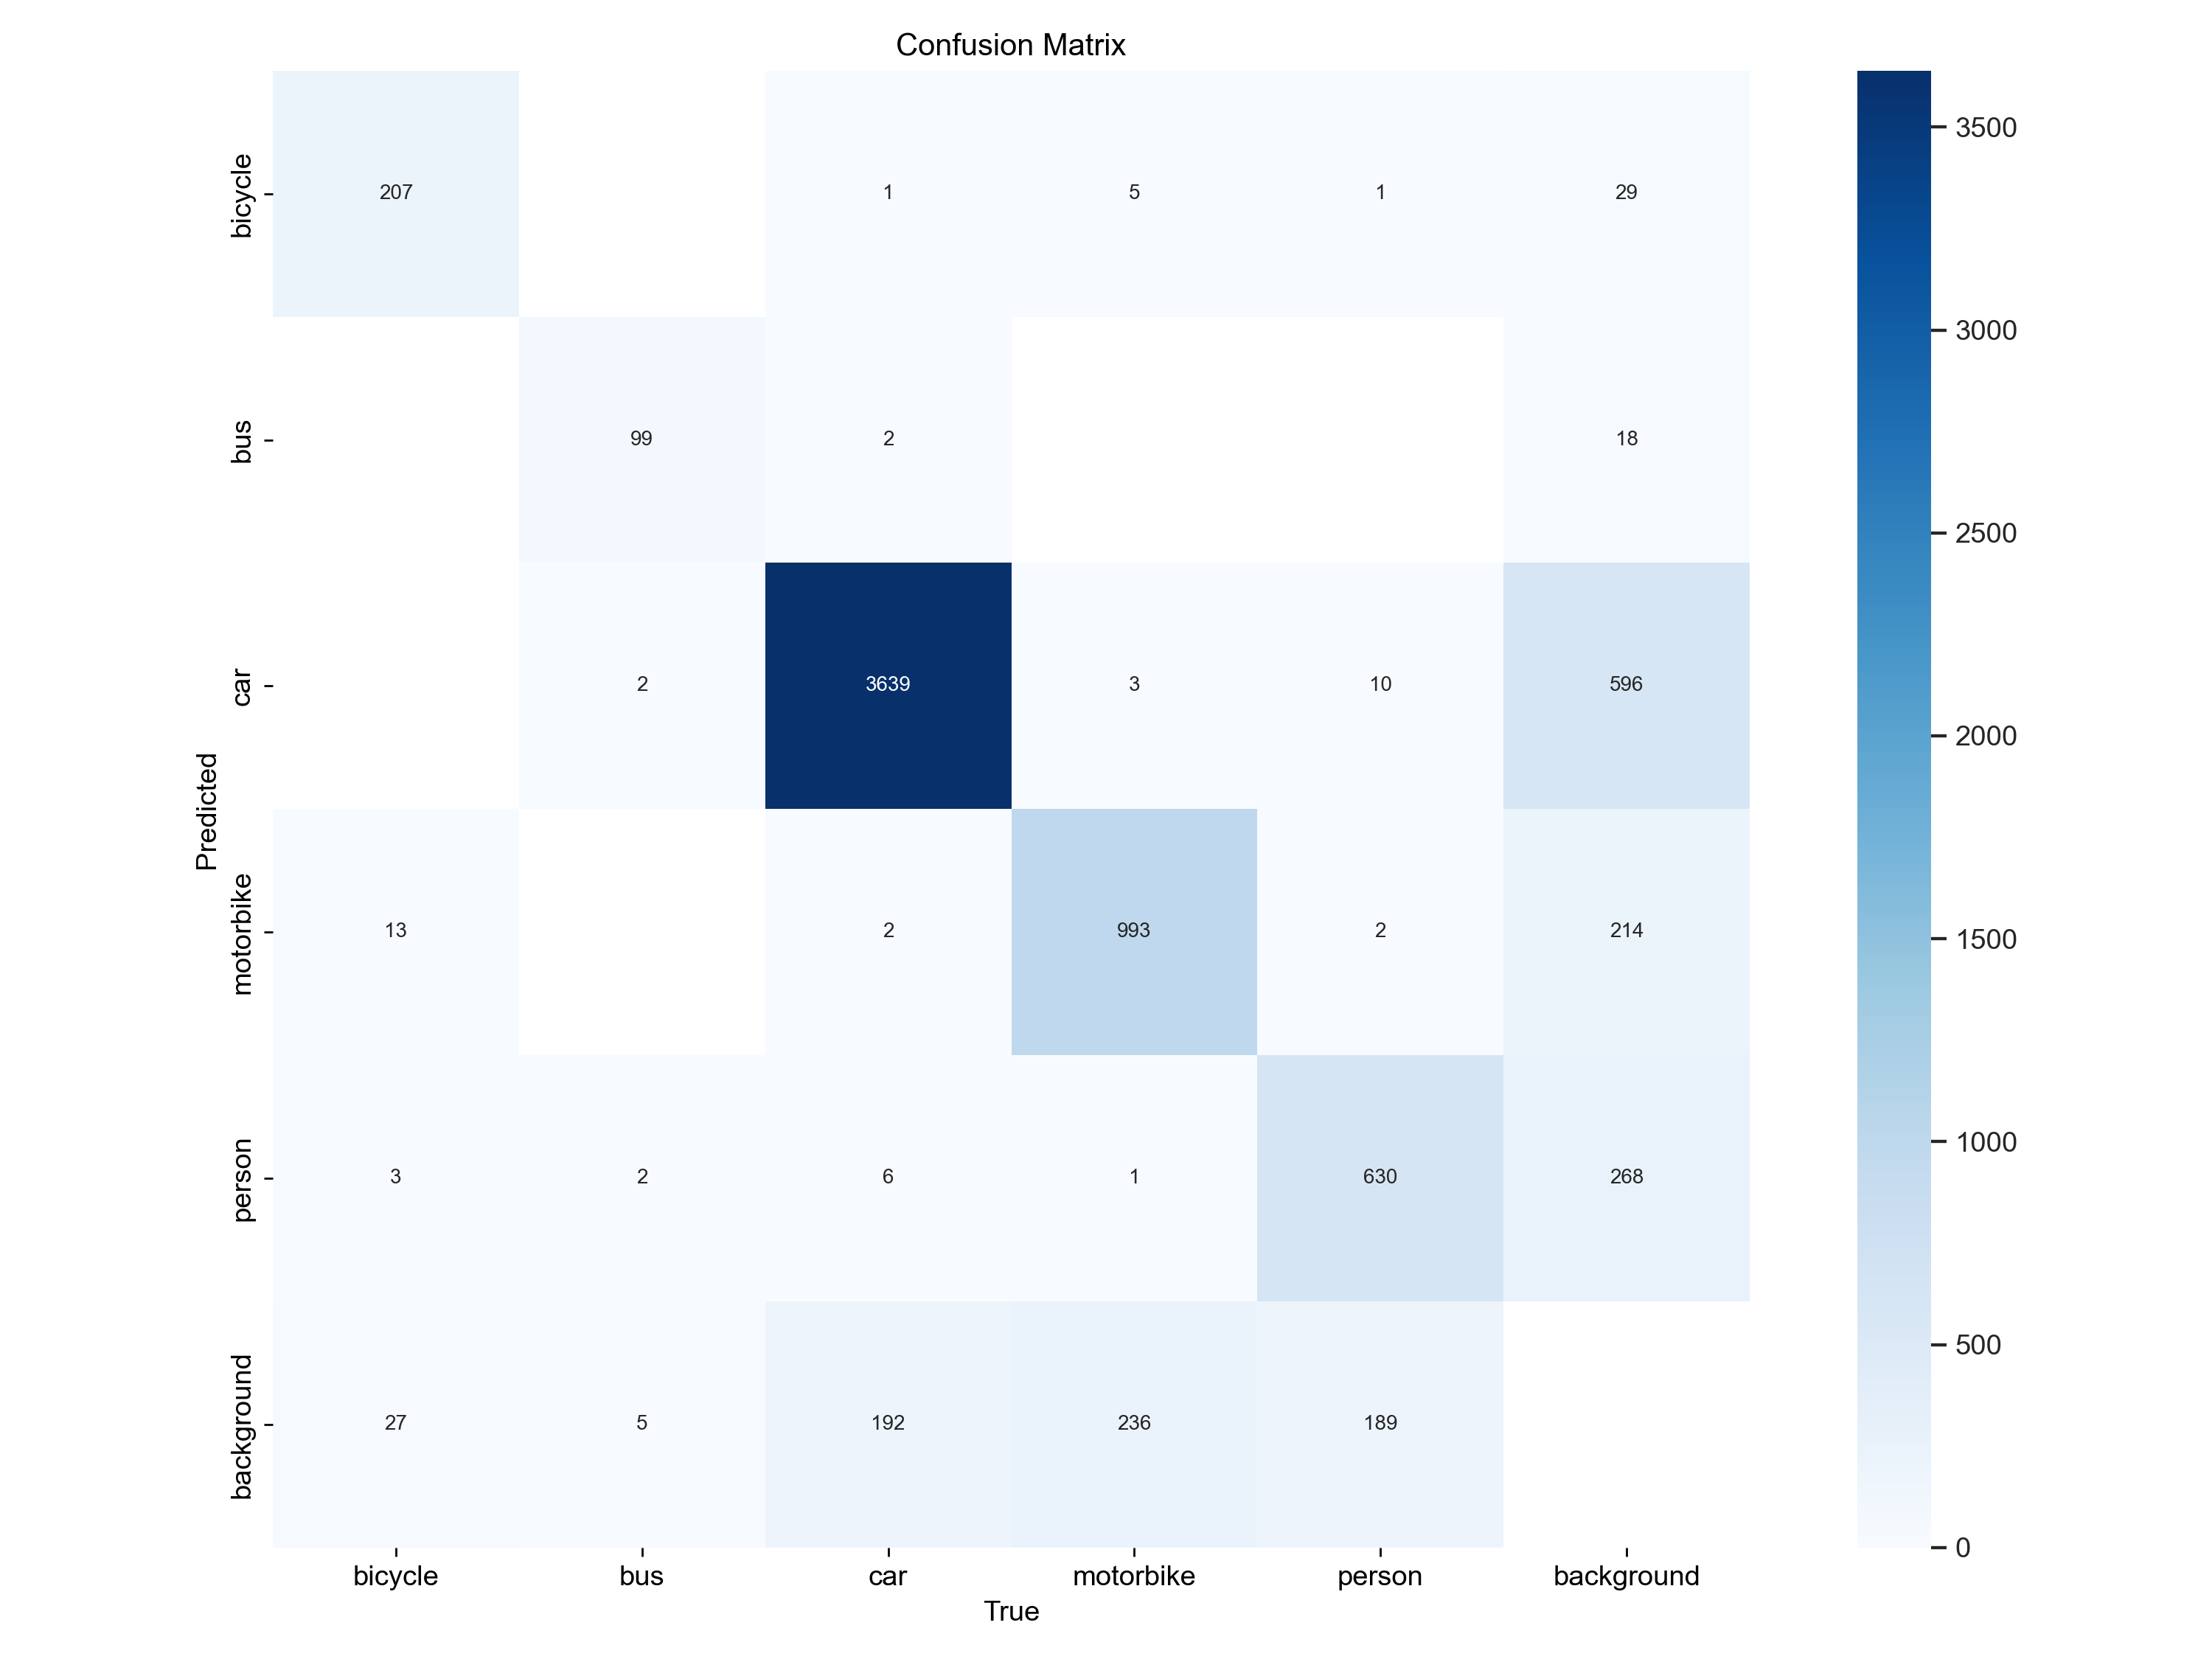 Confusion Matrix
bicycle 207 1 5 1 29
bus 99 2 18
car 2 3639 3 10 596
motorbike 13 2 993 2 214
person 3 2 6 1 630 268
background 27 5 192 236 189
Predicted
bicycle bus car motorbike person background
True
3500
3000
2500
2000
1500
1000
500
0